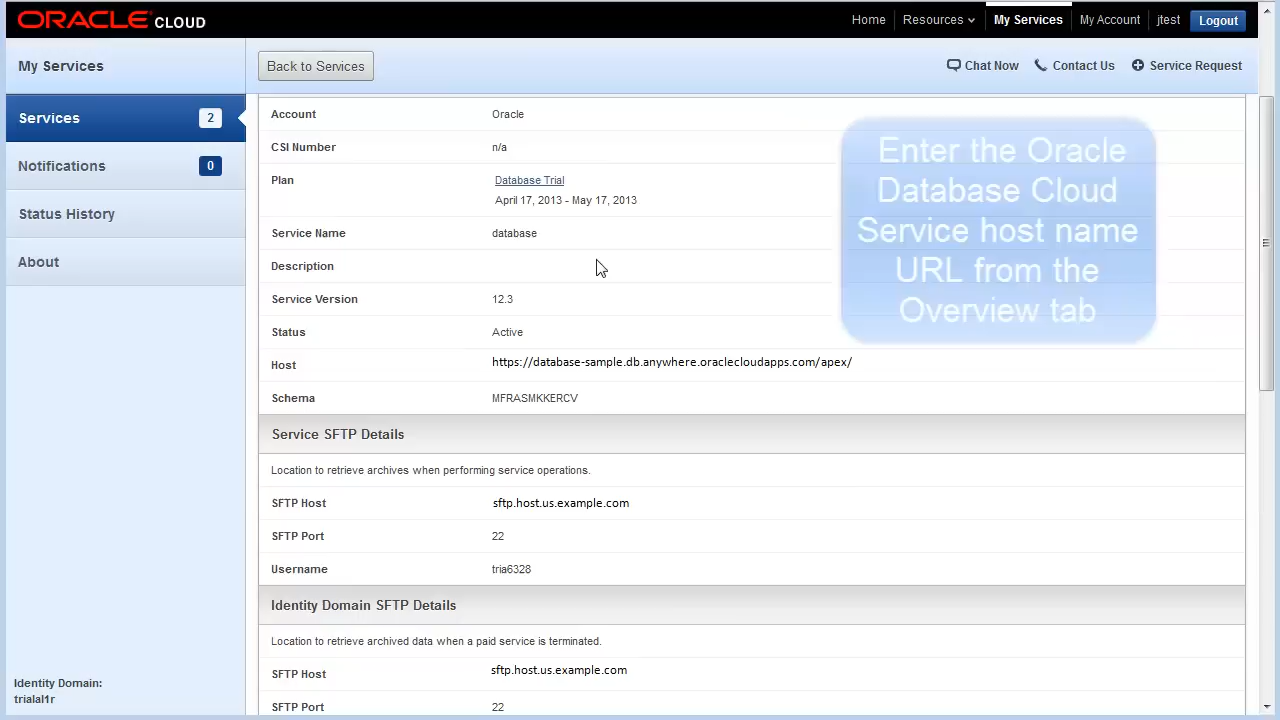 ORACLE CLOUD
Home Resources My Services My Account jtest Logout
My Services
Back to Services
Chat Now Contact Us Service Request
Services 2
Notifications 0
Status History
About
Account Oracle
CSI Number n/a
Plan Database Trial
April 17, 2013 - May 17, 2013
Service Name database
Description
Service Version 12.3
Status Active
Host https://database-sample.db.anywhere.oraclecloudapps.com/apex/
Schema MFRASMKKERCV
Enter the Oracle
Database Cloud
Service host name
URL from the
Overview tab
Service SFTP Details
Location to retrieve archives when performing service operations.
SFTP Host sftp.host.us.example.com
SFTP Port 22
Username tria6328
Identity Domain SFTP Details
Location to retrieve archived data when a paid service is terminated.
SFTP Host sftp.host.us.example.com
SFTP Port 22
Identity Domain:
trialal1r